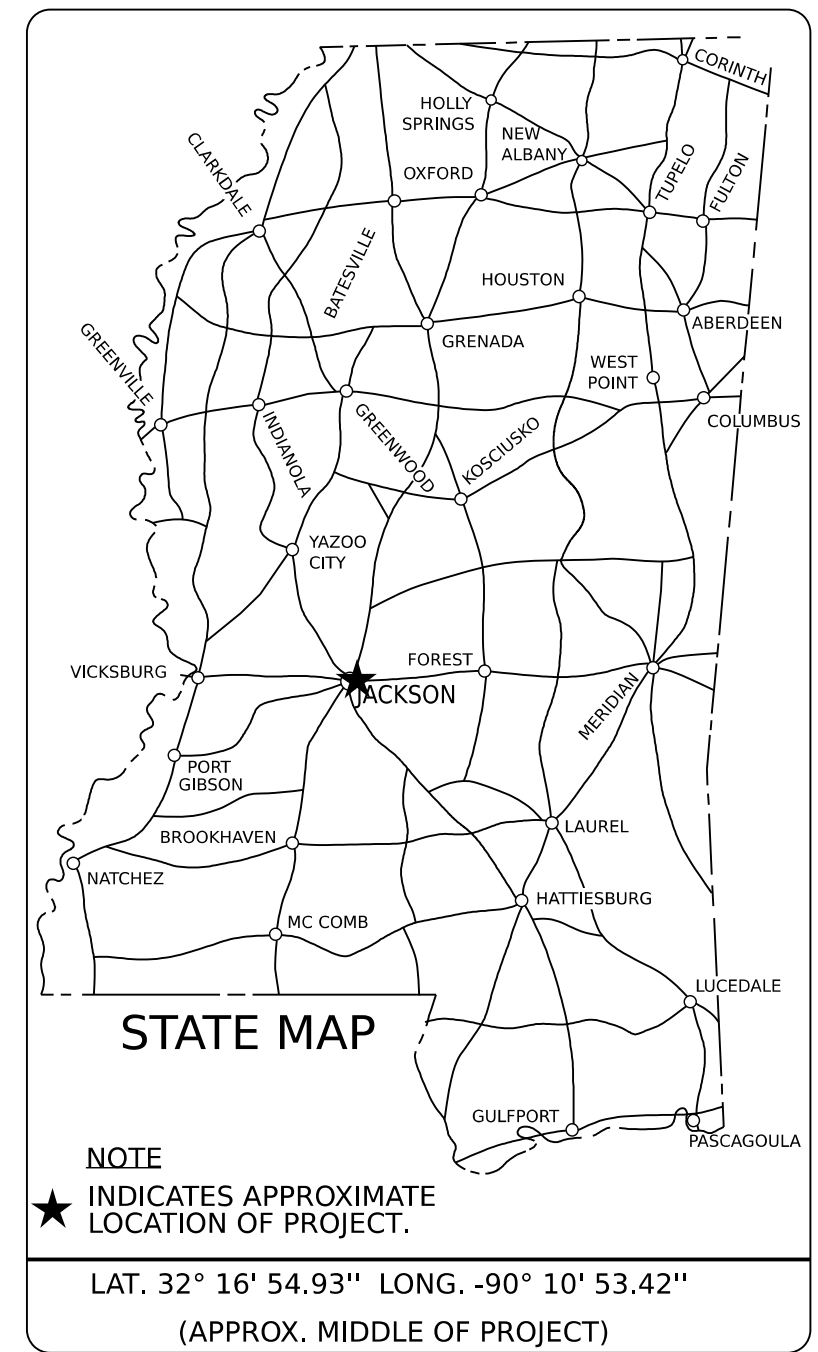 CORINTH
HOLLY
SPRINGS
NEW
ALBANY
CLARKDALE
OXFORD
TUPELO
FULTON
BATESVILLE
HOUSTON
ABERDEEN
GREENVILLE
GRENADA
WEST
POINT
COLUMBUS
INDIANOLA
GREENWOOD
KOSCIUSKO
YAZOO
CITY
VICKSBURG
FOREST
JACKSON
MERIDIAN
PORT
GIBSON
BROOKHAVEN
LAUREL
NATCHEZ
HATTIESBURG
MC COMB
LUCEDALE
STATE MAP
GULFPORT
PASCAGOULA
NOTE
INDICATES APPROXIMATE
LOCATION OF PROJECT.
LAT. 32° 16' 54.93'' LONG. -90° 10' 53.42''
(APPROX. MIDDLE OF PROJECT)